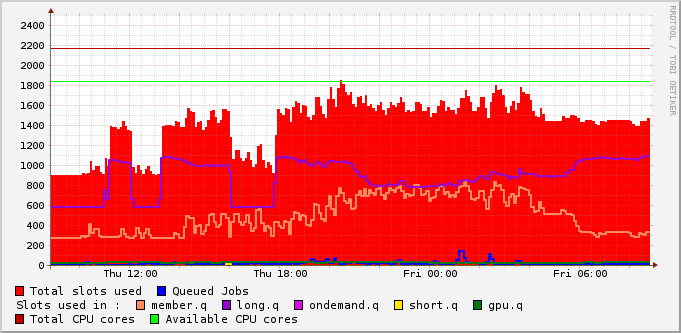 2400
2200
2000
1800
1600
1400
1200
1000
800
600
400
200
0
Thu 12:00 Thu 18:00 Fri 00:00 Fri 06:00
RRDTOOL / TOBI OETIKER
Total slots used Queued Jobs
Slots used in : member.q long.q ondemand.q short.q gpu.q
Total CPU cores Available CPU cores